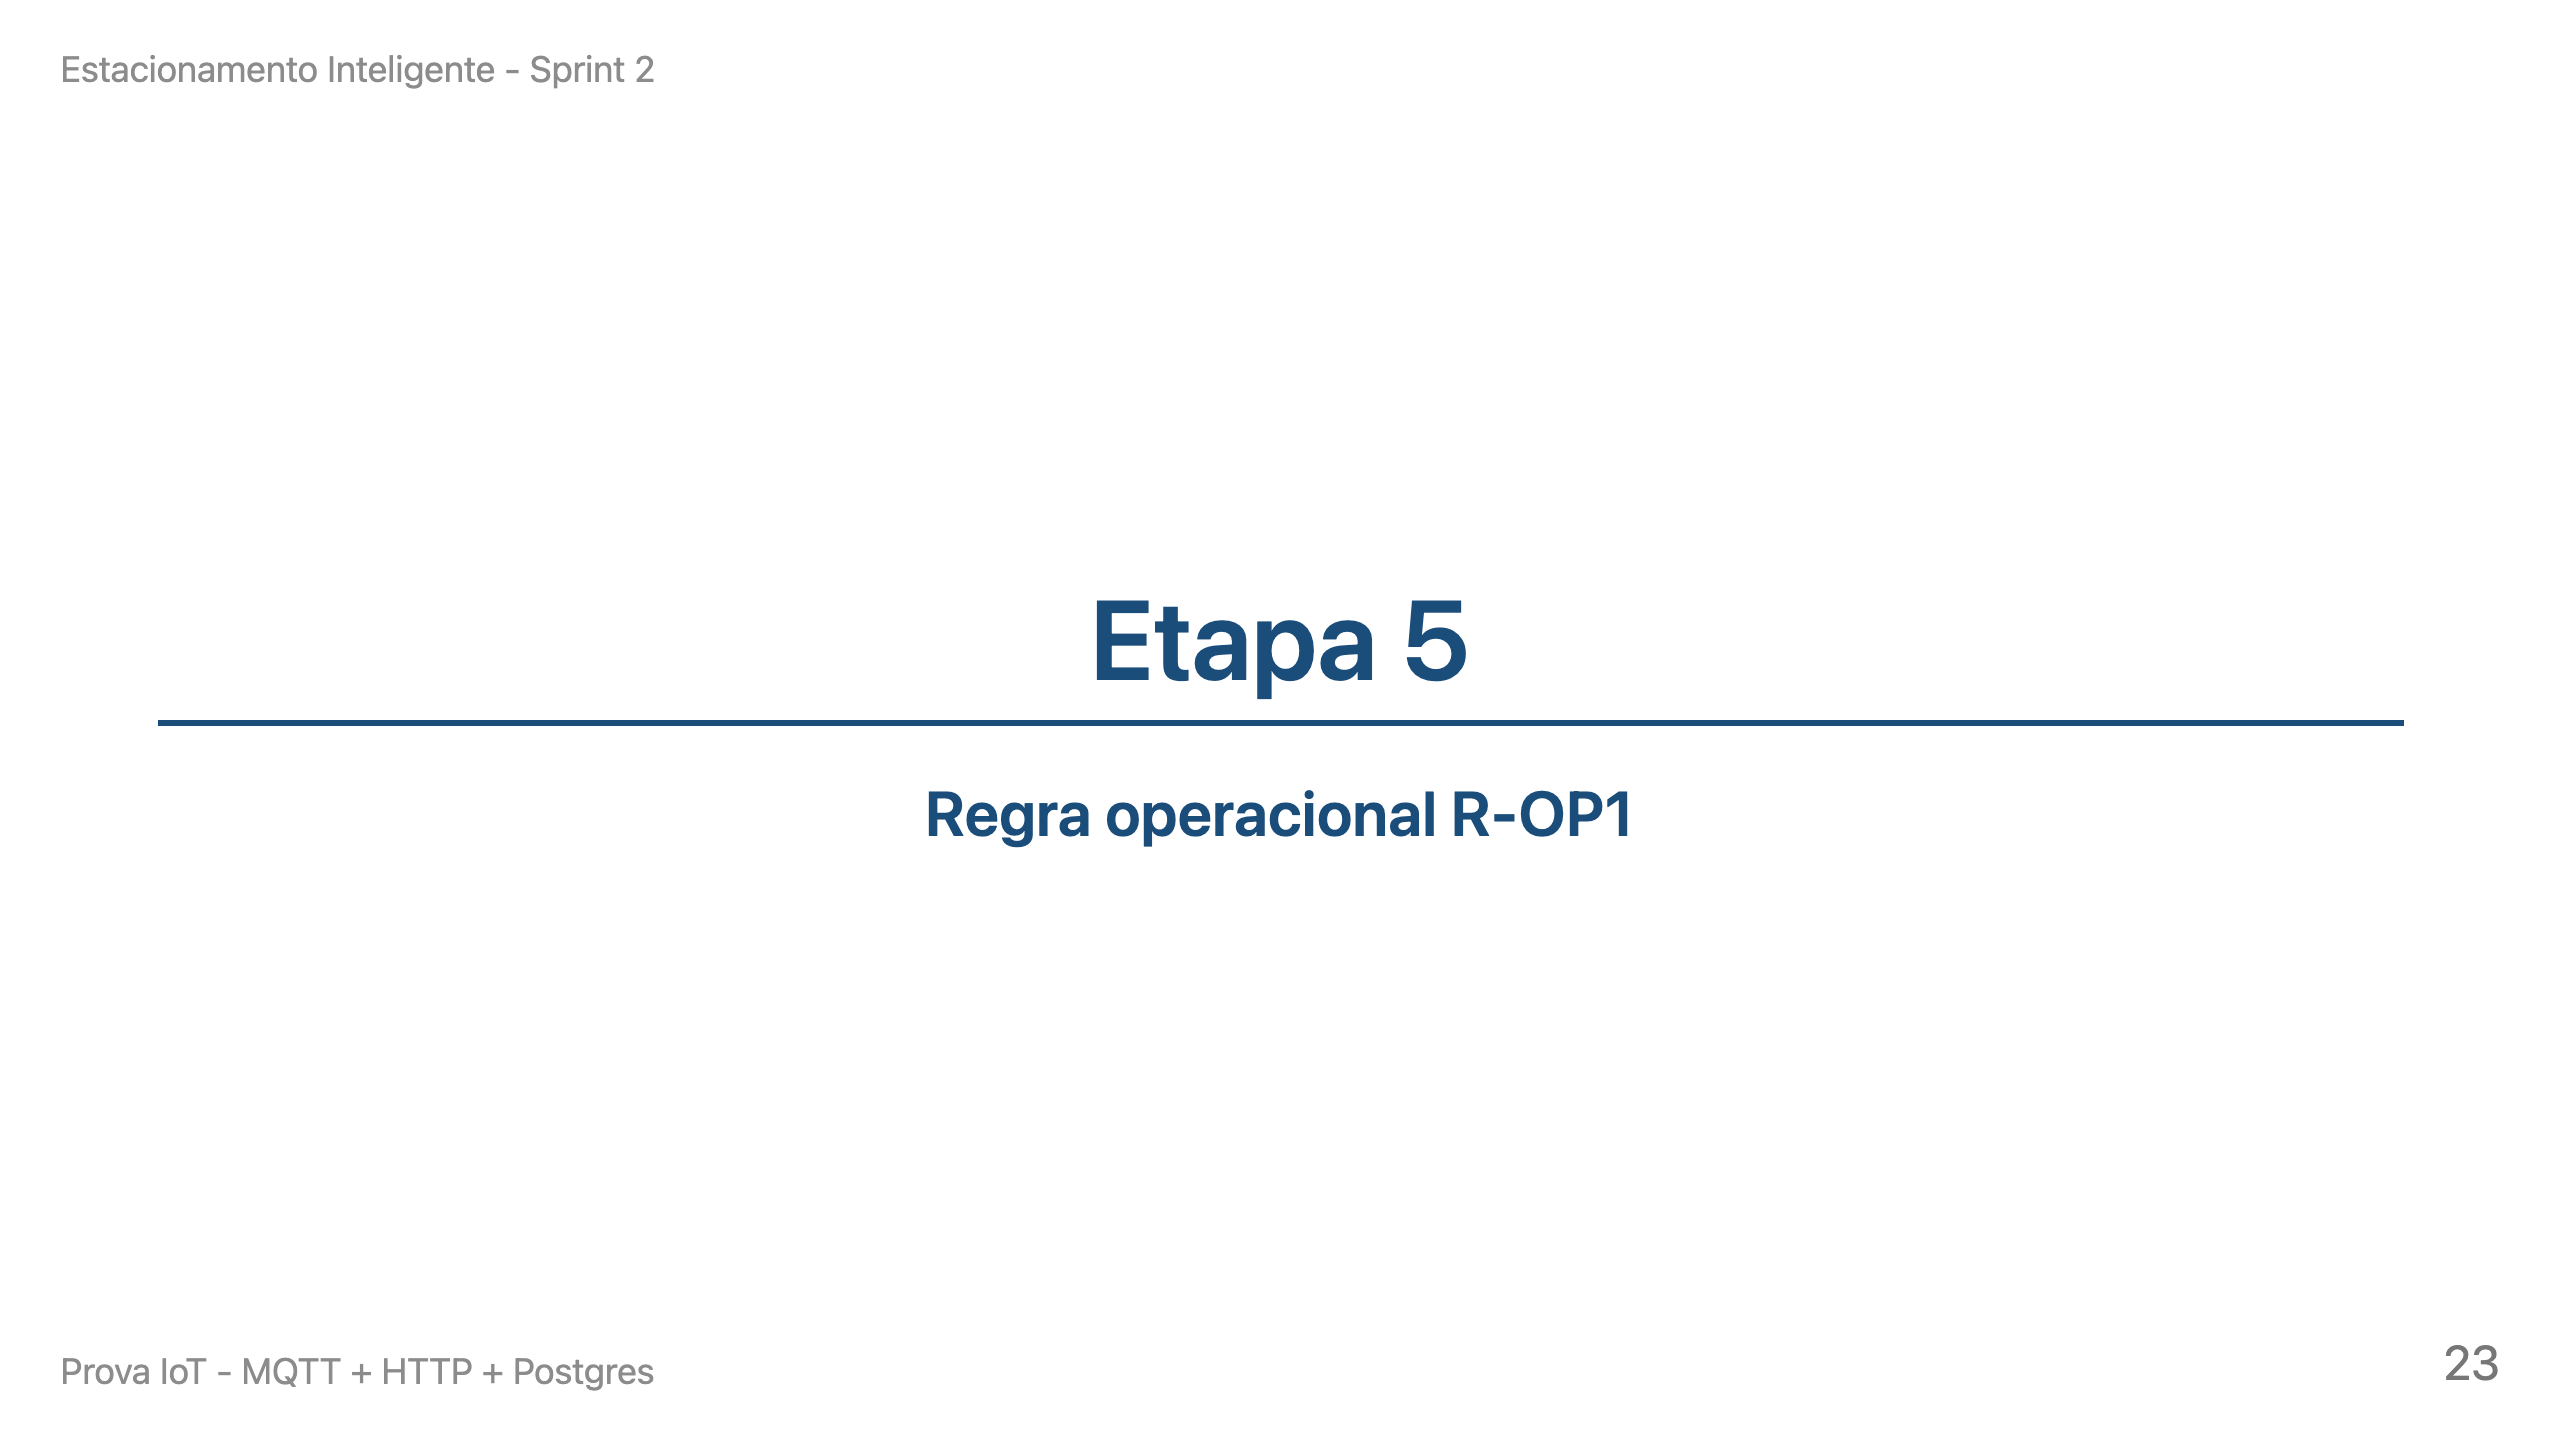 Estacionamento Inteligente - Sprint 2
Etapa 5
Regra operacional R-OP1
Prova IoT - MQTT + HTTP + Postgres
23